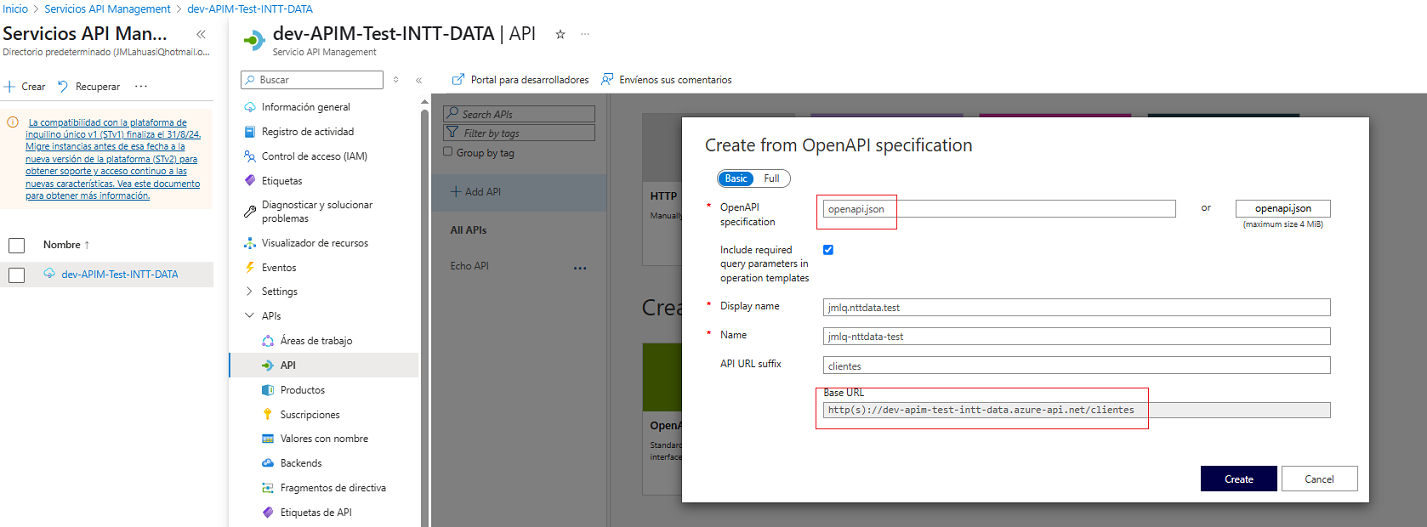 Inicio > Servicios API Management > dev-APIM-Test-INTT-DATA
Servicios API Man...
Directorio predeterminado (JMLahuasiQhotmail.o...
Crear
Recuperar
...
La compatibilidad con la plataforma de
inquilino único v1 (STv1) finaliza el 31/8/24.
Migre instancias antes de esa fecha a la
nueva versión de la plataforma (STv2) para
obtener soporte y acceso continuo a las
nuevas características. Vea este documento
para obtener más información.
Nombre ↑
dev-APIM-Test-INTT-DATA
dev-APIM-Test-INTT-DATA | API
...
Servicio API Management
Buscar
Información general
Registro de actividad
Control de acceso (IAM)
Etiquetas
Diagnosticar y solucionar
problemas
Visualizador de recursos
Eventos
Settings
APIs
Áreas de trabajo
API
Productos
Suscripciones
Valores con nombre
Backends
Fragmentos de directiva
Etiquetas de API
Portal para desarrolladores
Envíenos sus comentarios
Search APIs
Filter by tags
Group by tag
+ Add API
All APIs
Echo API
...
HTTP
Manually
Crea
OpenA
Standard
interface
Create from OpenAPI specification
Basic
Full
* OpenAPI
specification
openapi.json
or
openapi.json
(maximum size 4 MiB)
Include required
query parameters in
operation templates
* Display name
jmlq.nttdata.test
* Name
jmlq-nttdata-test
API URL suffix
clientes
Base URL
http(s)://dev-apim-test-intt-data.azure-api.net/clientes
Create
Cancel